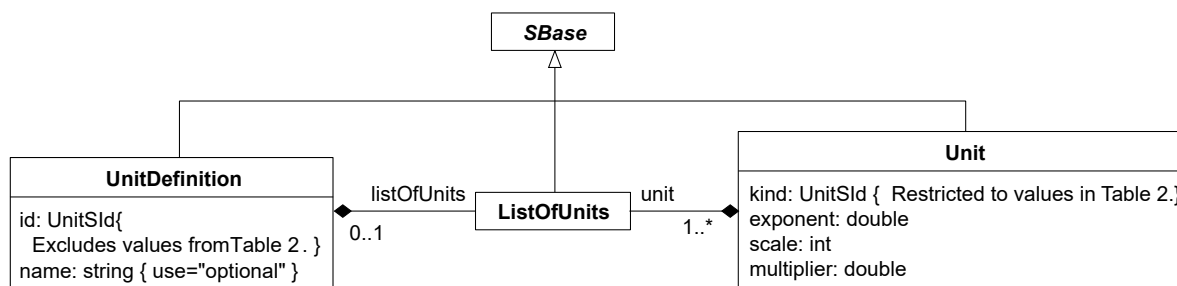 SBase
UnitDefinition
id: UnitSId{
Excludes values fromTable 2 . }
name: string { use="optional" }
listOfUnits
0..1
ListOfUnits
unit
1..*
Unit
kind: UnitSId { Restricted to values in Table 2.}
exponent: double
scale: int
multiplier: double